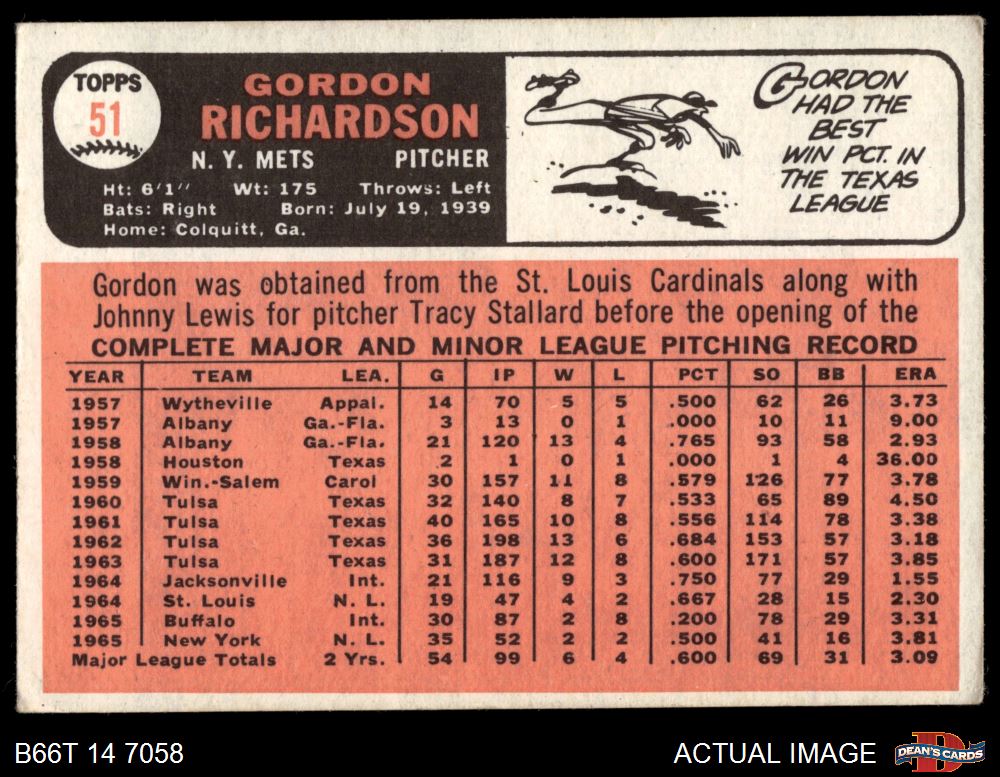 TOPPS
51
GORDON
RICHARDSON
N. Y. METS PITCHER
Ht: 6'1" Wt: 175 Throws: Left
Bats: Right Born: July 19, 1939
Home: Colquitt, Ga.
GORDON
HAD THE
BEST
WIN PCT. IN
THE TEXAS
LEAGUE
Gordon was obtained from the St. Louis Cardinals along with
Johnny Lewis for pitcher Tracy Stallard before the opening of the
COMPLETE MAJOR AND MINOR LEAGUE PITCHING RECORD
YEAR TEAM LEA. G IP W L PCT SO BB ERA
1957 Wytheville Appal. 14 70 5 5 .500 62 26 3.73
1957 Albany Ga.-Fla. 3 13 0 1 .000 10 11 9.00
1958 Albany Ga.-Fla. 21 120 13 4 .765 93 58 2.93
1958 Houston Texas 2 1 0 1 .000 1 4 36.00
1959 Win.-Salem Carol 30 157 11 8 .579 126 77 3.78
1960 Tulsa Texas 32 140 8 7 .533 65 89 4.50
1961 Tulsa Texas 40 165 10 8 .556 114 78 3.38
1962 Tulsa Texas 36 198 13 6 .684 153 57 3.18
1963 Tulsa Texas 31 187 12 8 .600 171 57 3.85
1964 Jacksonville Int. 21 116 9 3 .750 77 29 1.55
1964 St. Louis N. L. 19 47 4 2 .667 28 15 2.30
1965 Buffalo Int. 30 87 2 8 .200 78 29 3.31
1965 New York N. L. 35 52 2 2 .500 41 16 3.81
Major League Totals 2 Yrs. 54 99 6 4 .600 69 31 3.09
B66T 14 7058 ACTUAL IMAGE D DEAN'S CARDS